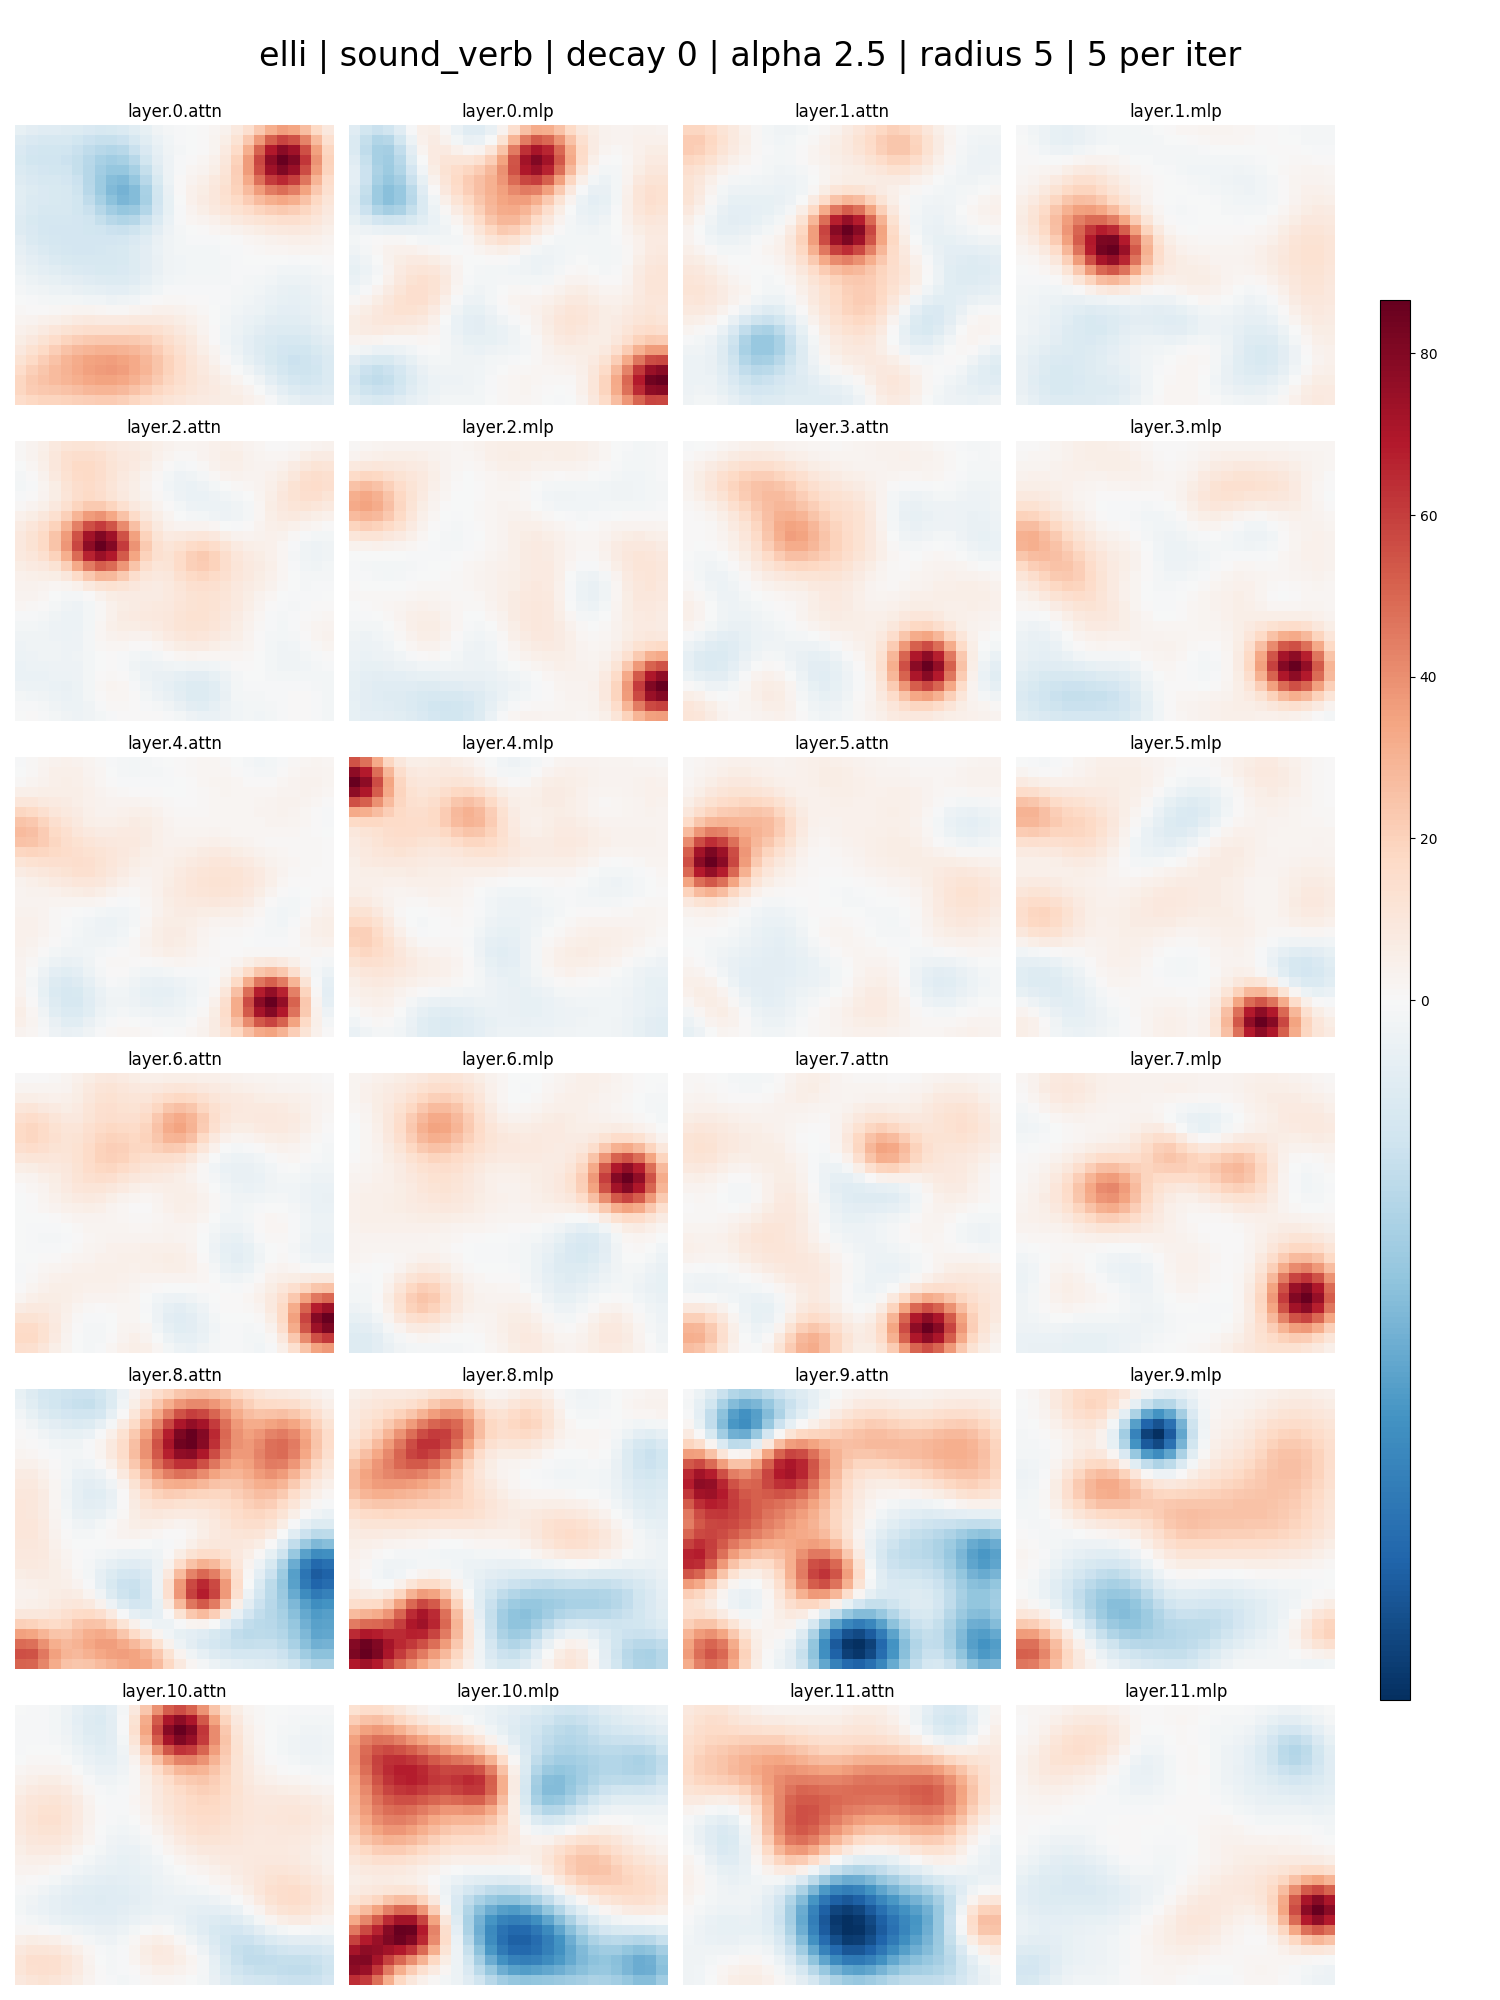 elli | sound_verb | decay 0 | alpha 2.5 | radius 5 | 5 per iter
layer.0.attn
layer.0.mlp
layer.1.attn
layer.1.mlp
layer.2.attn
layer.2.mlp
layer.3.attn
layer.3.mlp
layer.4.attn
layer.4.mlp
layer.5.attn
layer.5.mlp
layer.6.attn
layer.6.mlp
layer.7.attn
layer.7.mlp
layer.8.attn
layer.8.mlp
layer.9.attn
layer.9.mlp
layer.10.attn
layer.10.mlp
layer.11.attn
layer.11.mlp
80
60
40
20
0